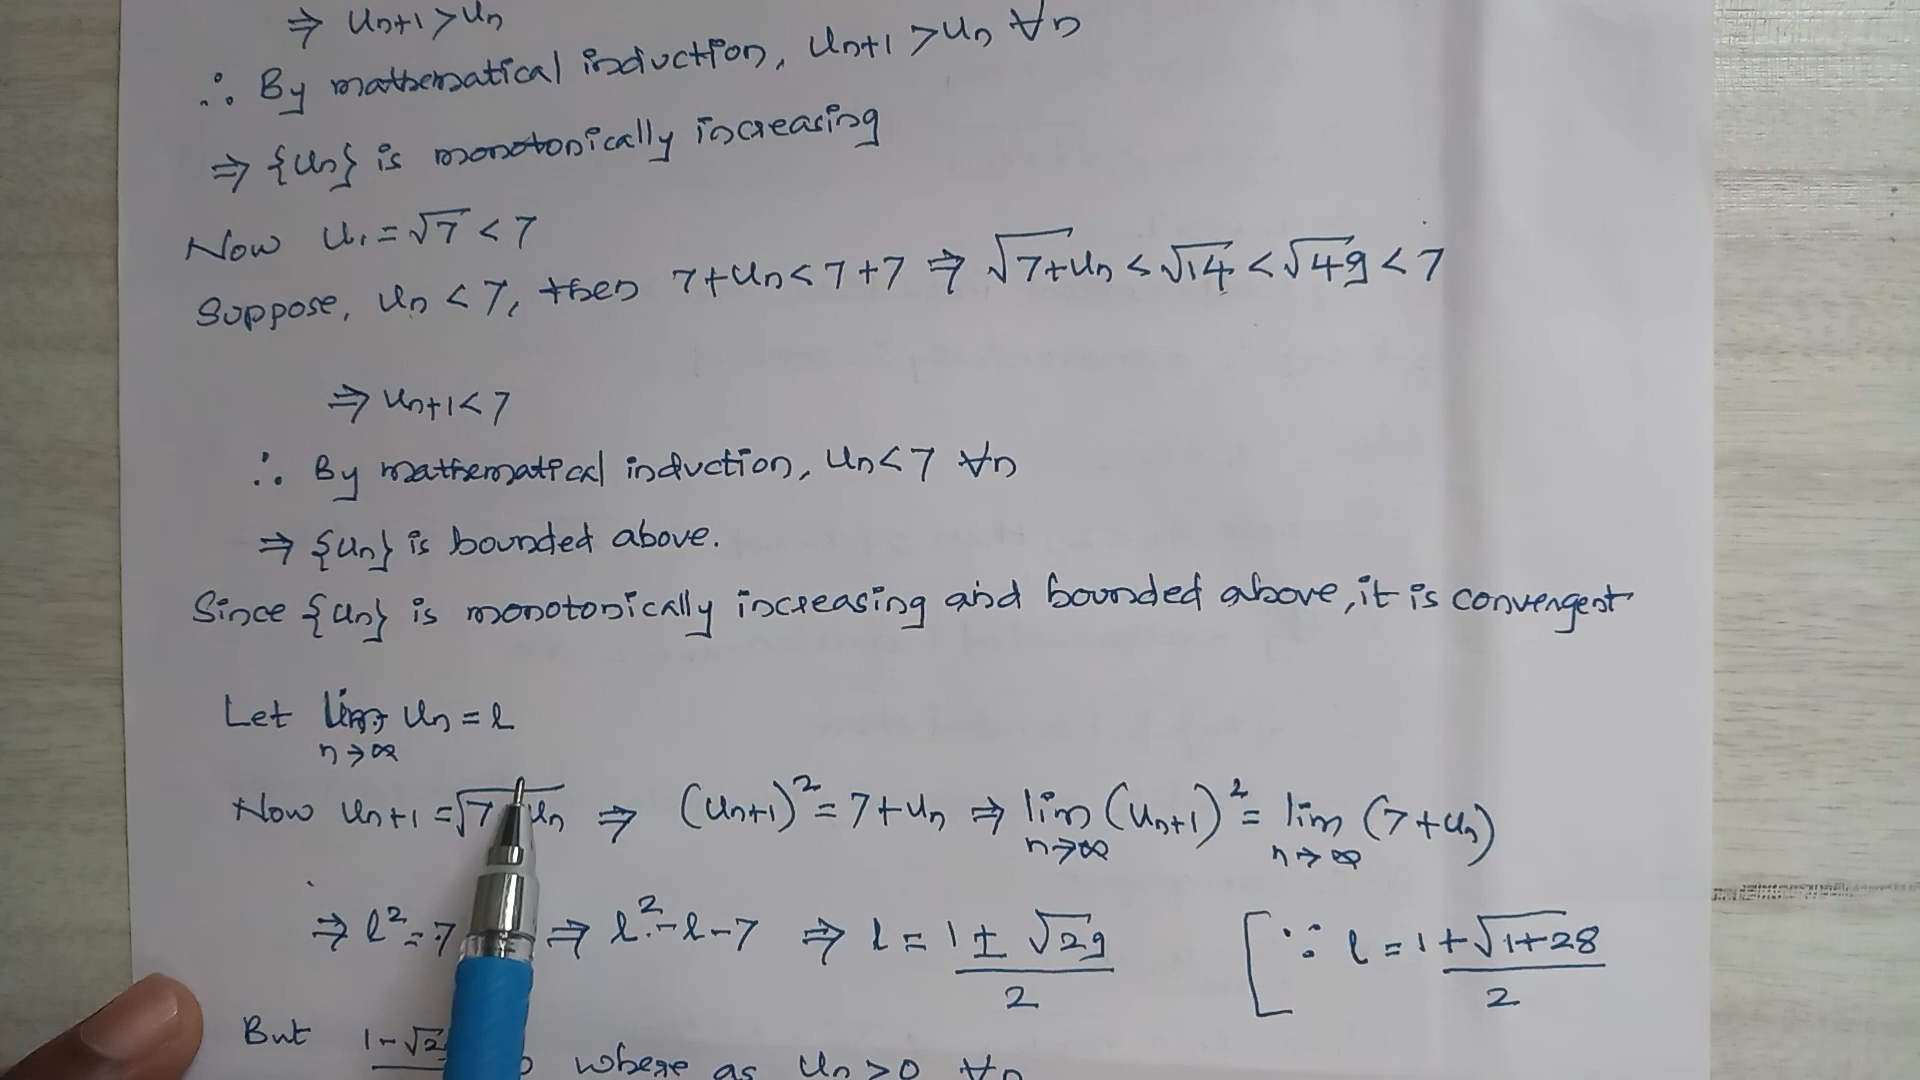 ⇒ Un+1 > Un
∴ By mathematical induction, Un+1 > Un ∀n
⇒ {Un} is monotonically increasing
Now U1 = √7 < 7
Suppose, Un < 7, then 7+Un < 7+7 ⇒ √7+Un < √14 < √49 < 7
⇒ Un+1 < 7
∴ By mathematical induction, Un < 7 ∀n
⇒ {Un} is bounded above.
Since {Un} is monotonically increasing and bounded above, it is convergent
Let lim n→∞ Un = l
Now Un+1 = √7 Un ⇒ (Un+1)² = 7+Un ⇒ lim n→∞ (Un+1)² = lim n→∞ (7+Un)
⇒ l² = 7 ⇒ l² - l - 7 ⇒ l = 1 ± √29 / 2 [∵ l = 1 + √1+28 / 2
But 1 - √2 where as Un > 0 ∀n